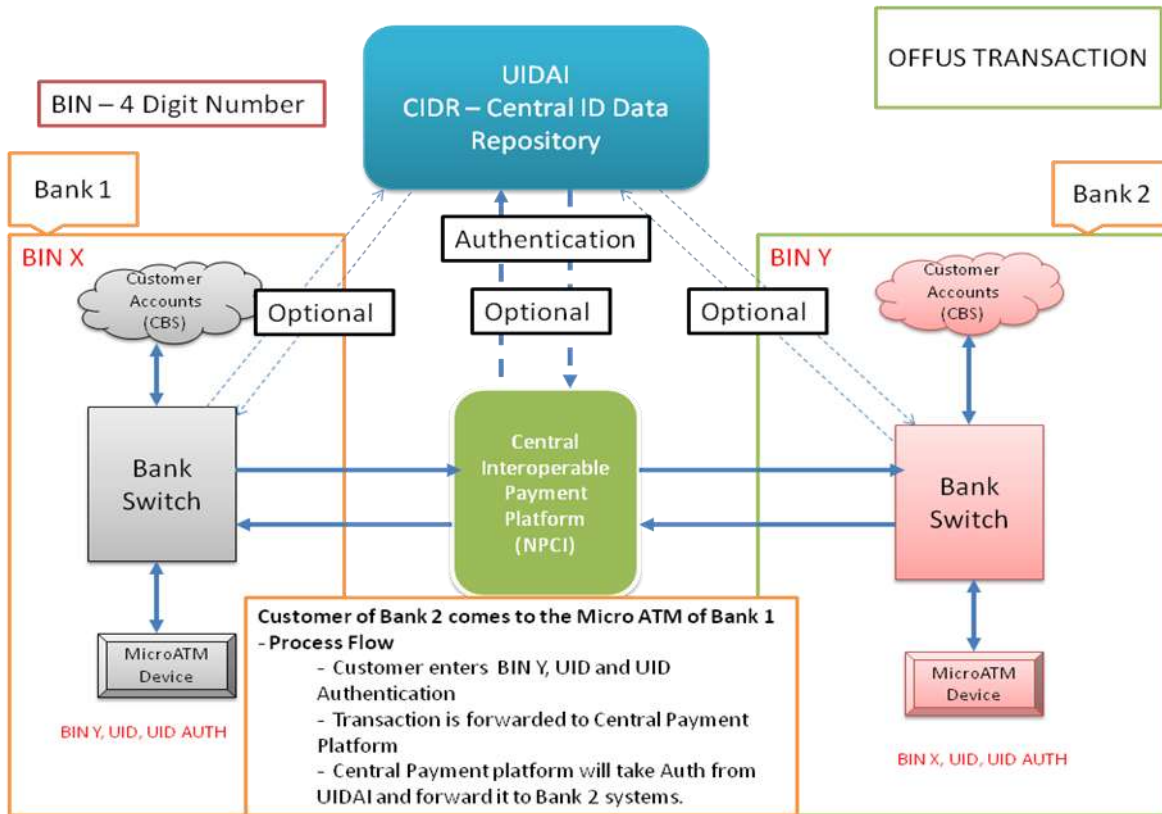 UIDAI
CIDR – Central ID Data
Repository
OFFUS TRANSACTION
BIN – 4 Digit Number
Bank 1
Bank 2
Authentication
BIN X
Customer
Accounts
(CBS)
Optional
Optional
Optional
BIN Y
Customer
Accounts
(CBS)
Bank
Switch
Central
Interoperable
Payment
Platform
(NPCI)
Bank
Switch
MicroATM
Device
BIN Y, UID, UID AUTH
Customer of Bank 2 comes to the Micro ATM of Bank 1
- Process Flow
- Customer enters BIN Y, UID and UID
Authentication
- Transaction is forwarded to Central Payment
Platform
- Central Payment platform will take Auth from
UIDAI and forward it to Bank 2 systems.
MicroATM
Device
BIN X, UID, UID AUTH